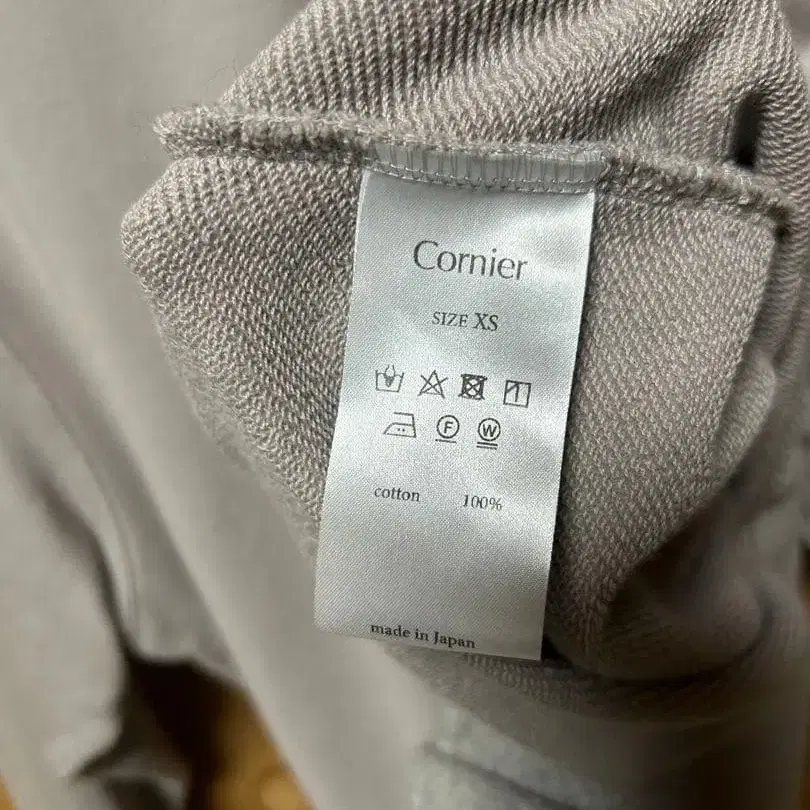 Cornier
SIZE XS
F W
cotton 100%
made in Japan